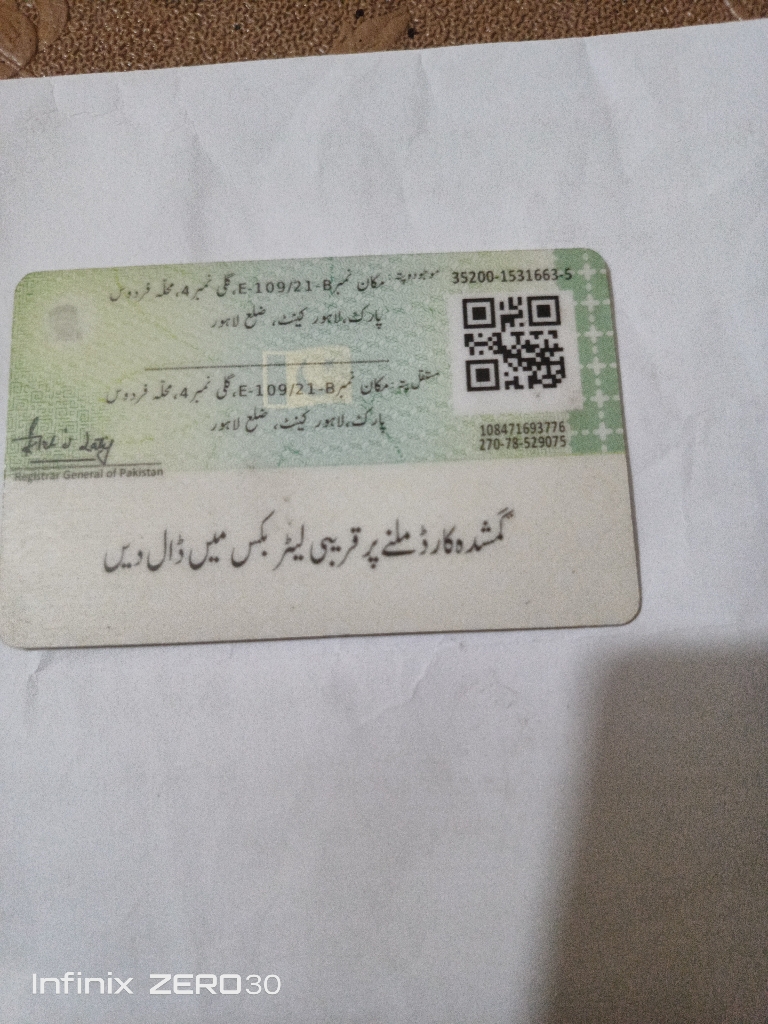 35200-1531663-5
موجودہ پتہ: مکان نمبر E-109/21-B، گلی نمبر 4، محلہ فردوس
پارک، لاہور کینٹ، ضلع لاہور
مستقل پتہ: مکان نمبر E-109/21-B، گلی نمبر 4، محلہ فردوس
پارک، لاہور کینٹ، ضلع لاہور
108471693776
270-78-529075
Registrar General of Pakistan
گمشدہ کارڈ ملنے پر قریبی لیٹر بکس میں ڈال دیں
Infinix ZERO30